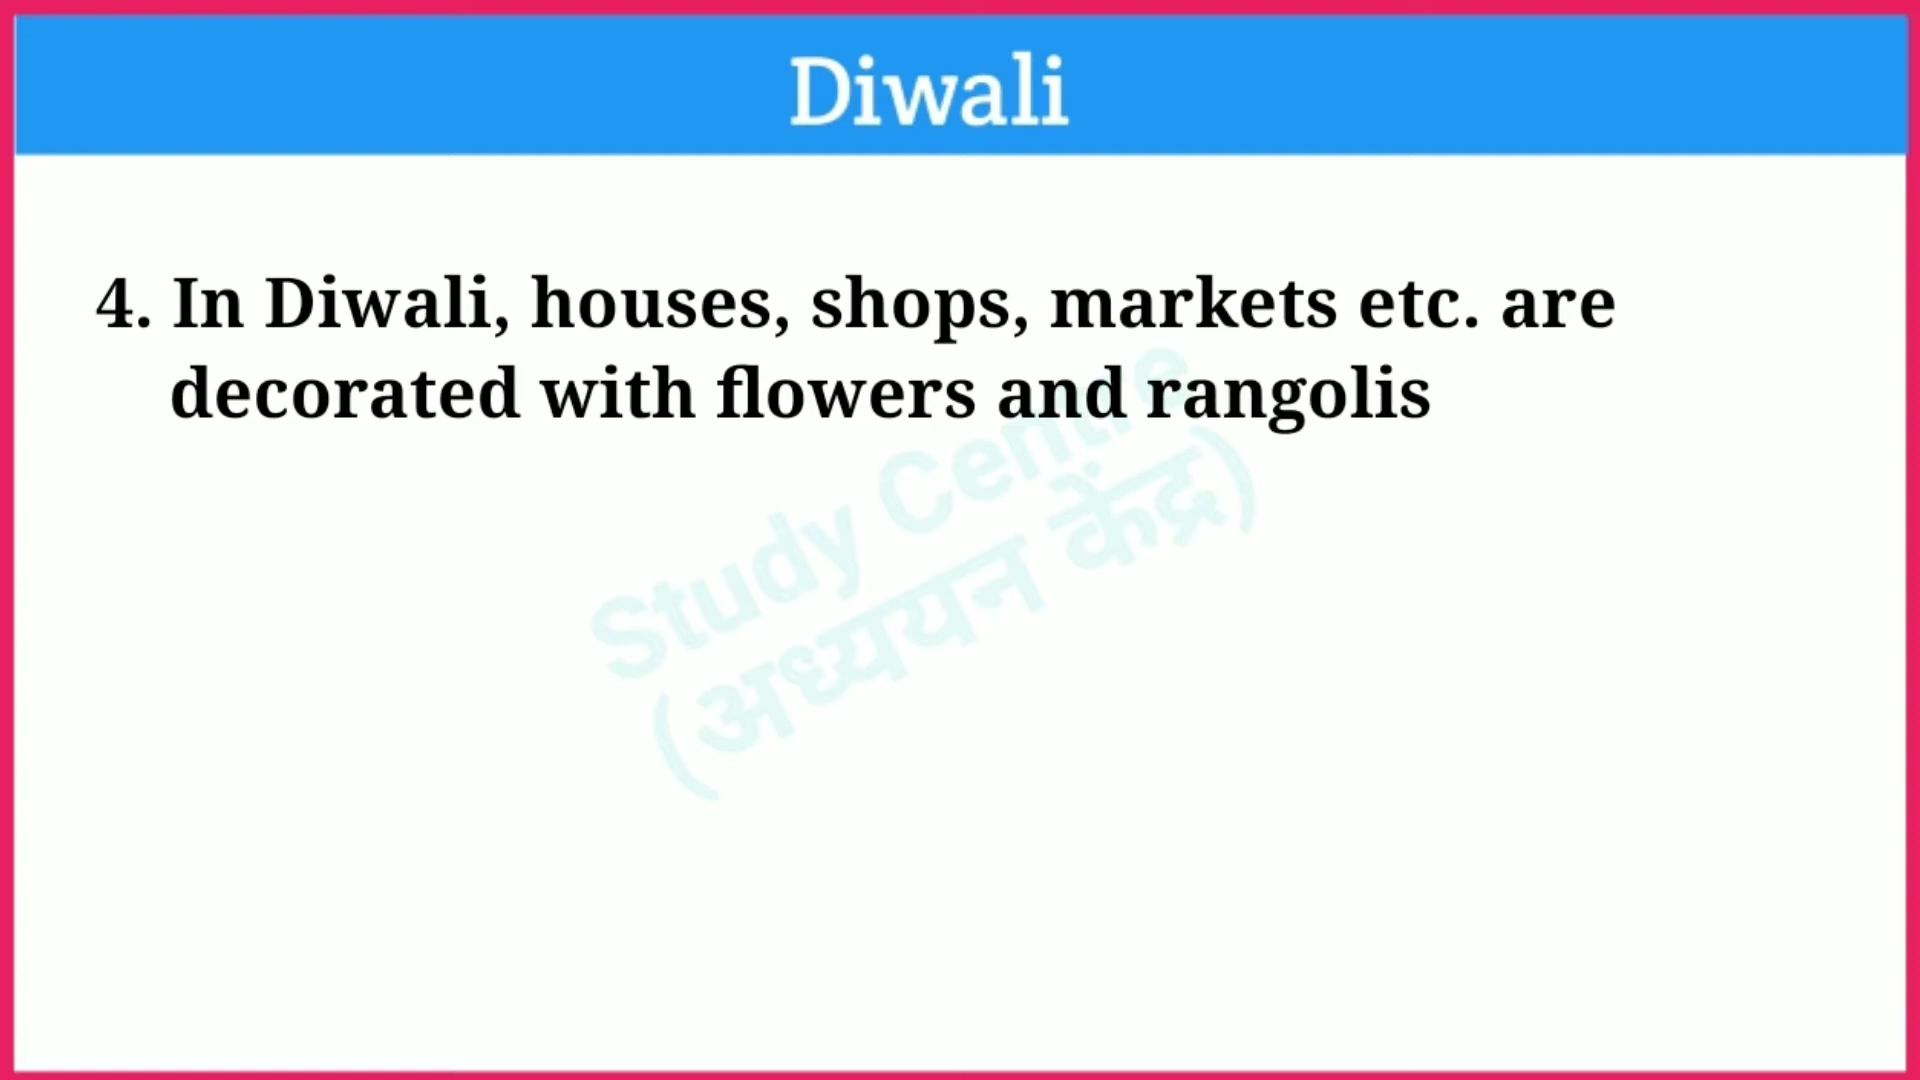 Diwali
4. In Diwali, houses, shops, markets etc. are
decorated with flowers and rangolis
Study Centre
(अध्ययन केंद्र)